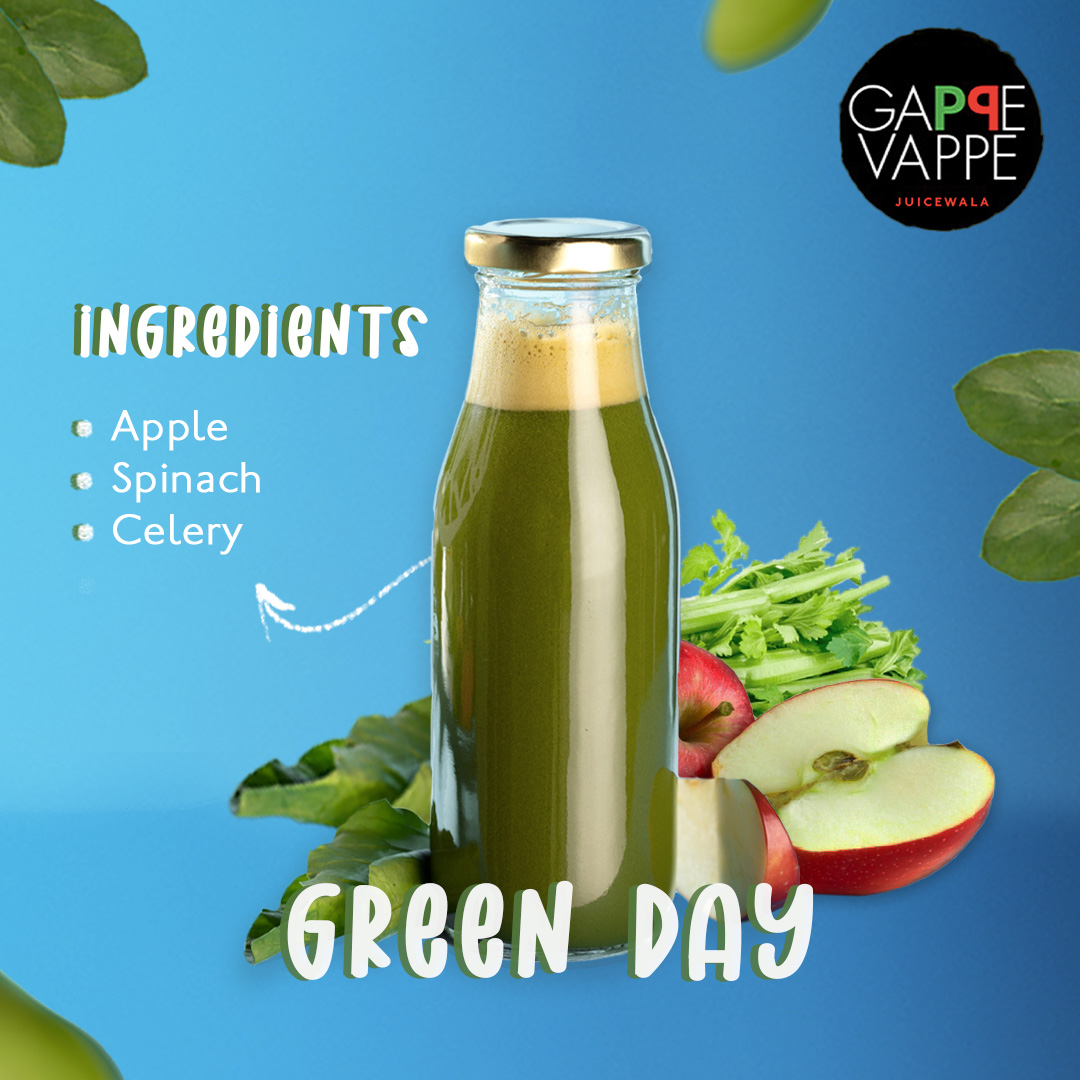 GAPPE
VAPPE
JUICEWALA
INGREDIENTS
Apple
Spinach
Celery
GREEN DAY